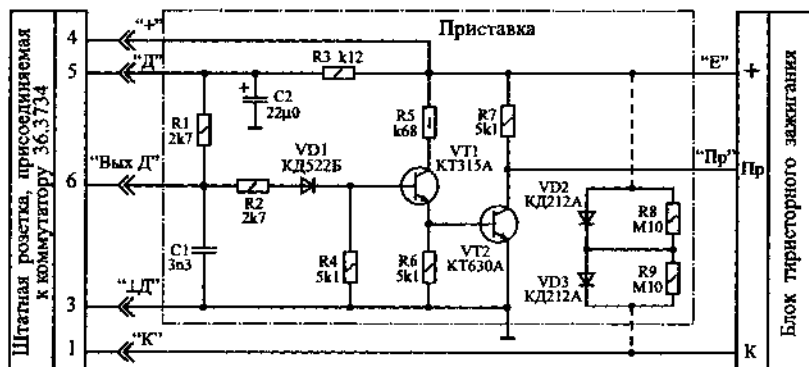 Штатная розетка, присоединяемая
к коммутатору 36.3734
4
5
6
3
1
"+"
"Д"
"Вых Д"
"⊥Д"
"К"
Приставка
R3 k12
C2
22µ0
R1
2k7
VD1
КД522Б
R2
2k7
C1
3n3
R4
5k1
R5
k68
VT1
КТ315А
R6
5k1
R7
5k1
VT2
КТ630А
VD2
КД212А
VD3
КД212А
R8
М10
R9
М10
"Е"
"Пр"
+
Пр
К
Блок тиристорного зажигания